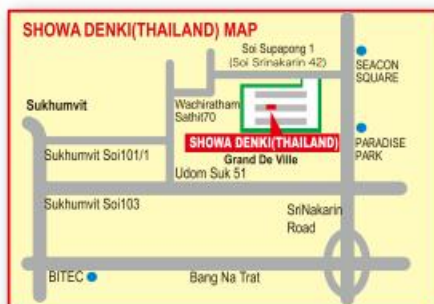 SHOWA DENKI(THAILAND) MAP
Soi Supapong 1
(Soi Srinakarin 42)
SEACON
SQUARE
Sukhumvit
Wachiratham
Sathit70
SHOWA DENKI(THAILAND)
PARADISE
PARK
Grand De Ville
Sukhumvit Soi101/1
Udom Suk 51
Sukhumvit Soi103
SriNakarin
Road
BITEC
Bang Na Trat